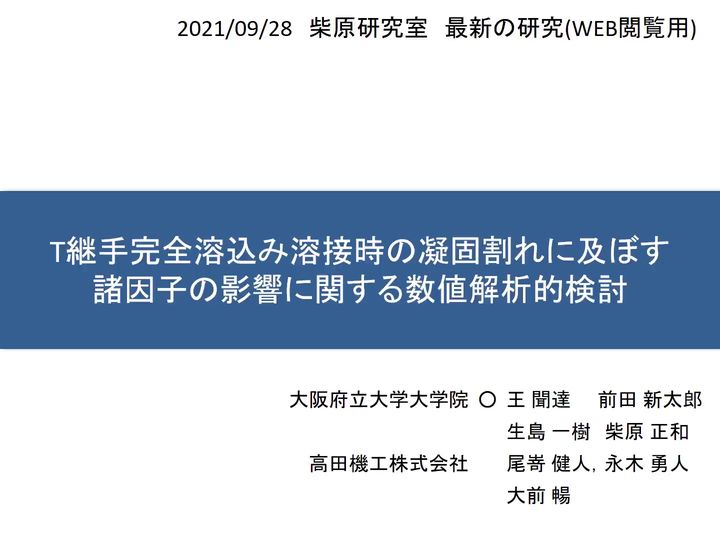 2021/09/28 柴原研究室 最新の研究(WEB閲覧用)
T継手完全溶込み溶接時の凝固割れに及ぼす
諸因子の影響に関する数値解析的検討
大阪府立大学大学院 〇 王 聞達 前田 新太郎
生島 一樹 柴原 正和
高田機工株式会社 尾嵜 健人, 永木 勇人
大前 暢